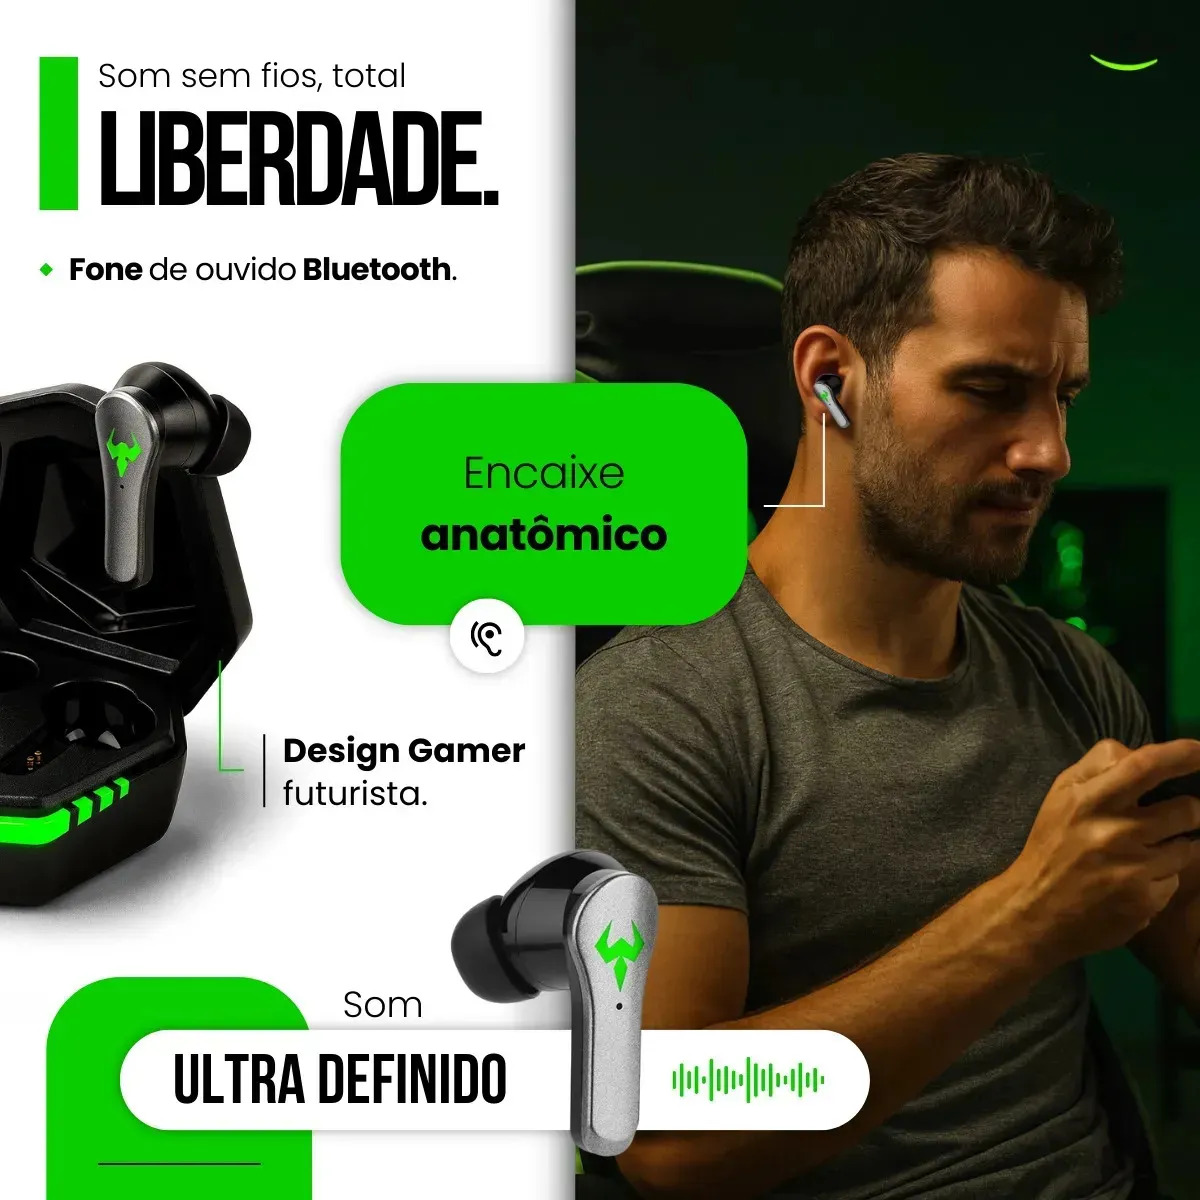 Som sem fios, total
LIBERDADE.
Fone de ouvido Bluetooth.
Encaixe
anatômico
Design Gamer
futurista.
Som
ULTRA DEFINIDO